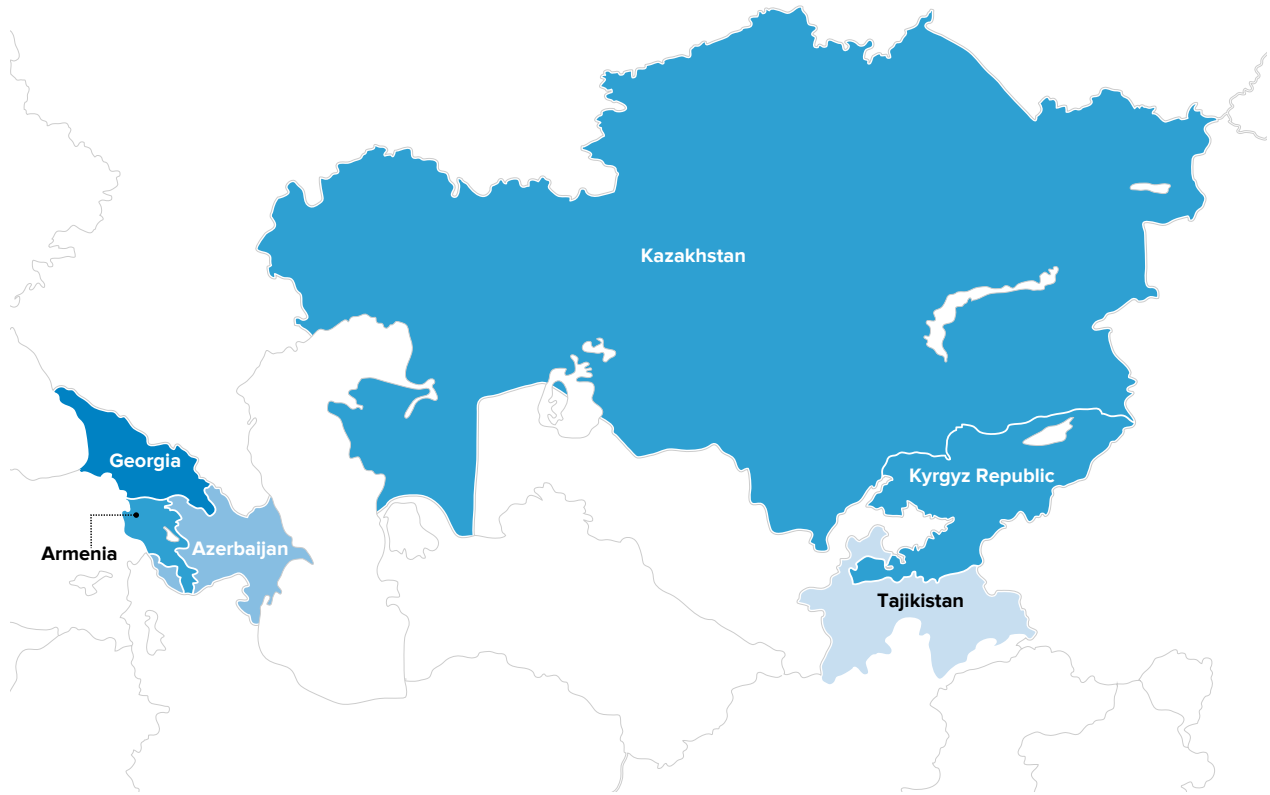 Kazakhstan
Georgia
Kyrgyz Republic
Armenia
Azerbaijan
Tajikistan